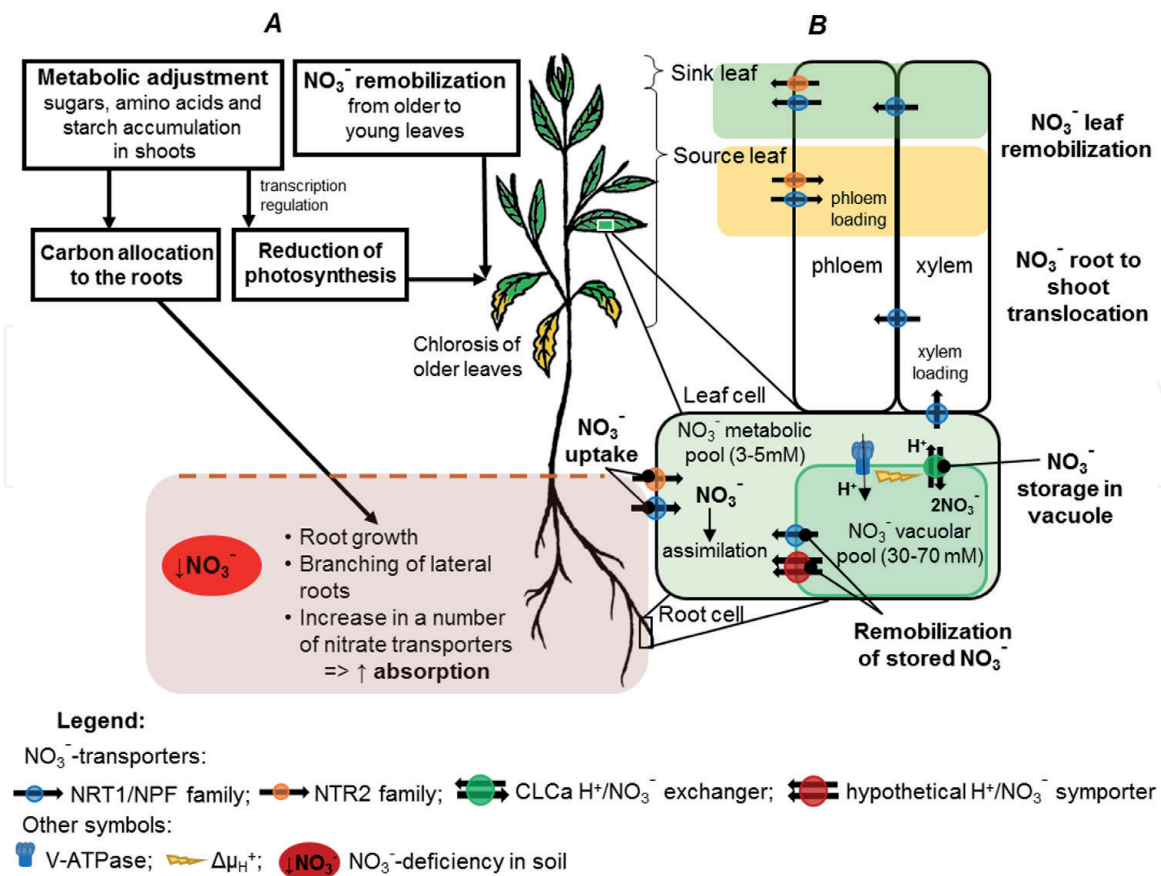 A
Metabolic adjustment
sugars, amino acids and
starch accumulation
in shoots
NO₃⁻ remobilization
from older to
young leaves
transcription
regulation
Carbon allocation
to the roots
Reduction of
photosynthesis
Chlorosis of
older leaves
↓NO₃⁻
• Root growth
• Branching of lateral
roots
• Increase in a number
of nitrate transporters
=> ↑ absorption
B
Sink leaf
Source leaf
phloem
loading
phloem
xylem
NO₃⁻ leaf
remobilization
NO₃⁻ root to
shoot
translocation
xylem
loading
Leaf cell
NO₃⁻
uptake
NO₃⁻ metabolic
pool (3-5mM)
NO₃⁻
assimilation
H⁺
H⁺
2NO₃⁻
NO₃⁻ vacuolar
pool (30-70 mM)
NO₃⁻
storage in
vacuole
Root cell
Remobilization
of stored NO₃⁻
Legend:
NO₃⁻-transporters:
NRT1/NPF family; NTR2 family; CLCa H⁺/NO₃⁻ exchanger; hypothetical H⁺/NO₃⁻ symporter
Other symbols:
V-ATPase; Δμ_H⁺; ↓NO₃⁻ NO₃⁻-deficiency in soil